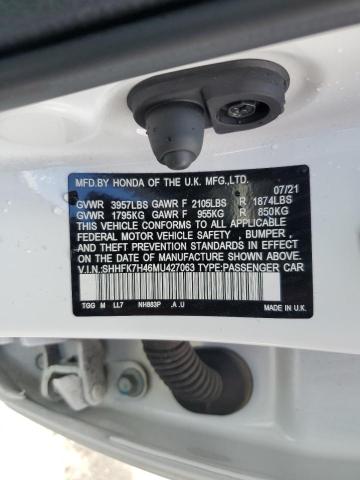 MFD.BY HONDA OF THE U.K. MFG.,LTD.
07/21
GVWR 3957LBS GAWR F 2105LBS R 1874LBS
GVWR 1795KG GAWR F 955KG R 850KG
THIS VEHICLE CONFORMS TO ALL APPLICABLE
FEDERAL MOTOR VEHICLE SAFETY , BUMPER ,
AND THEFT PREVENTION STANDARDS IN EFFECT
ON THE DATE OF MANUFACTURE SHOWN ABOVE.
V.I.N.:SHHFK7H46MU427063 TYPE:PASSENGER CAR
TGG M LL7 NH883P ,A .U
MADE IN U.K.